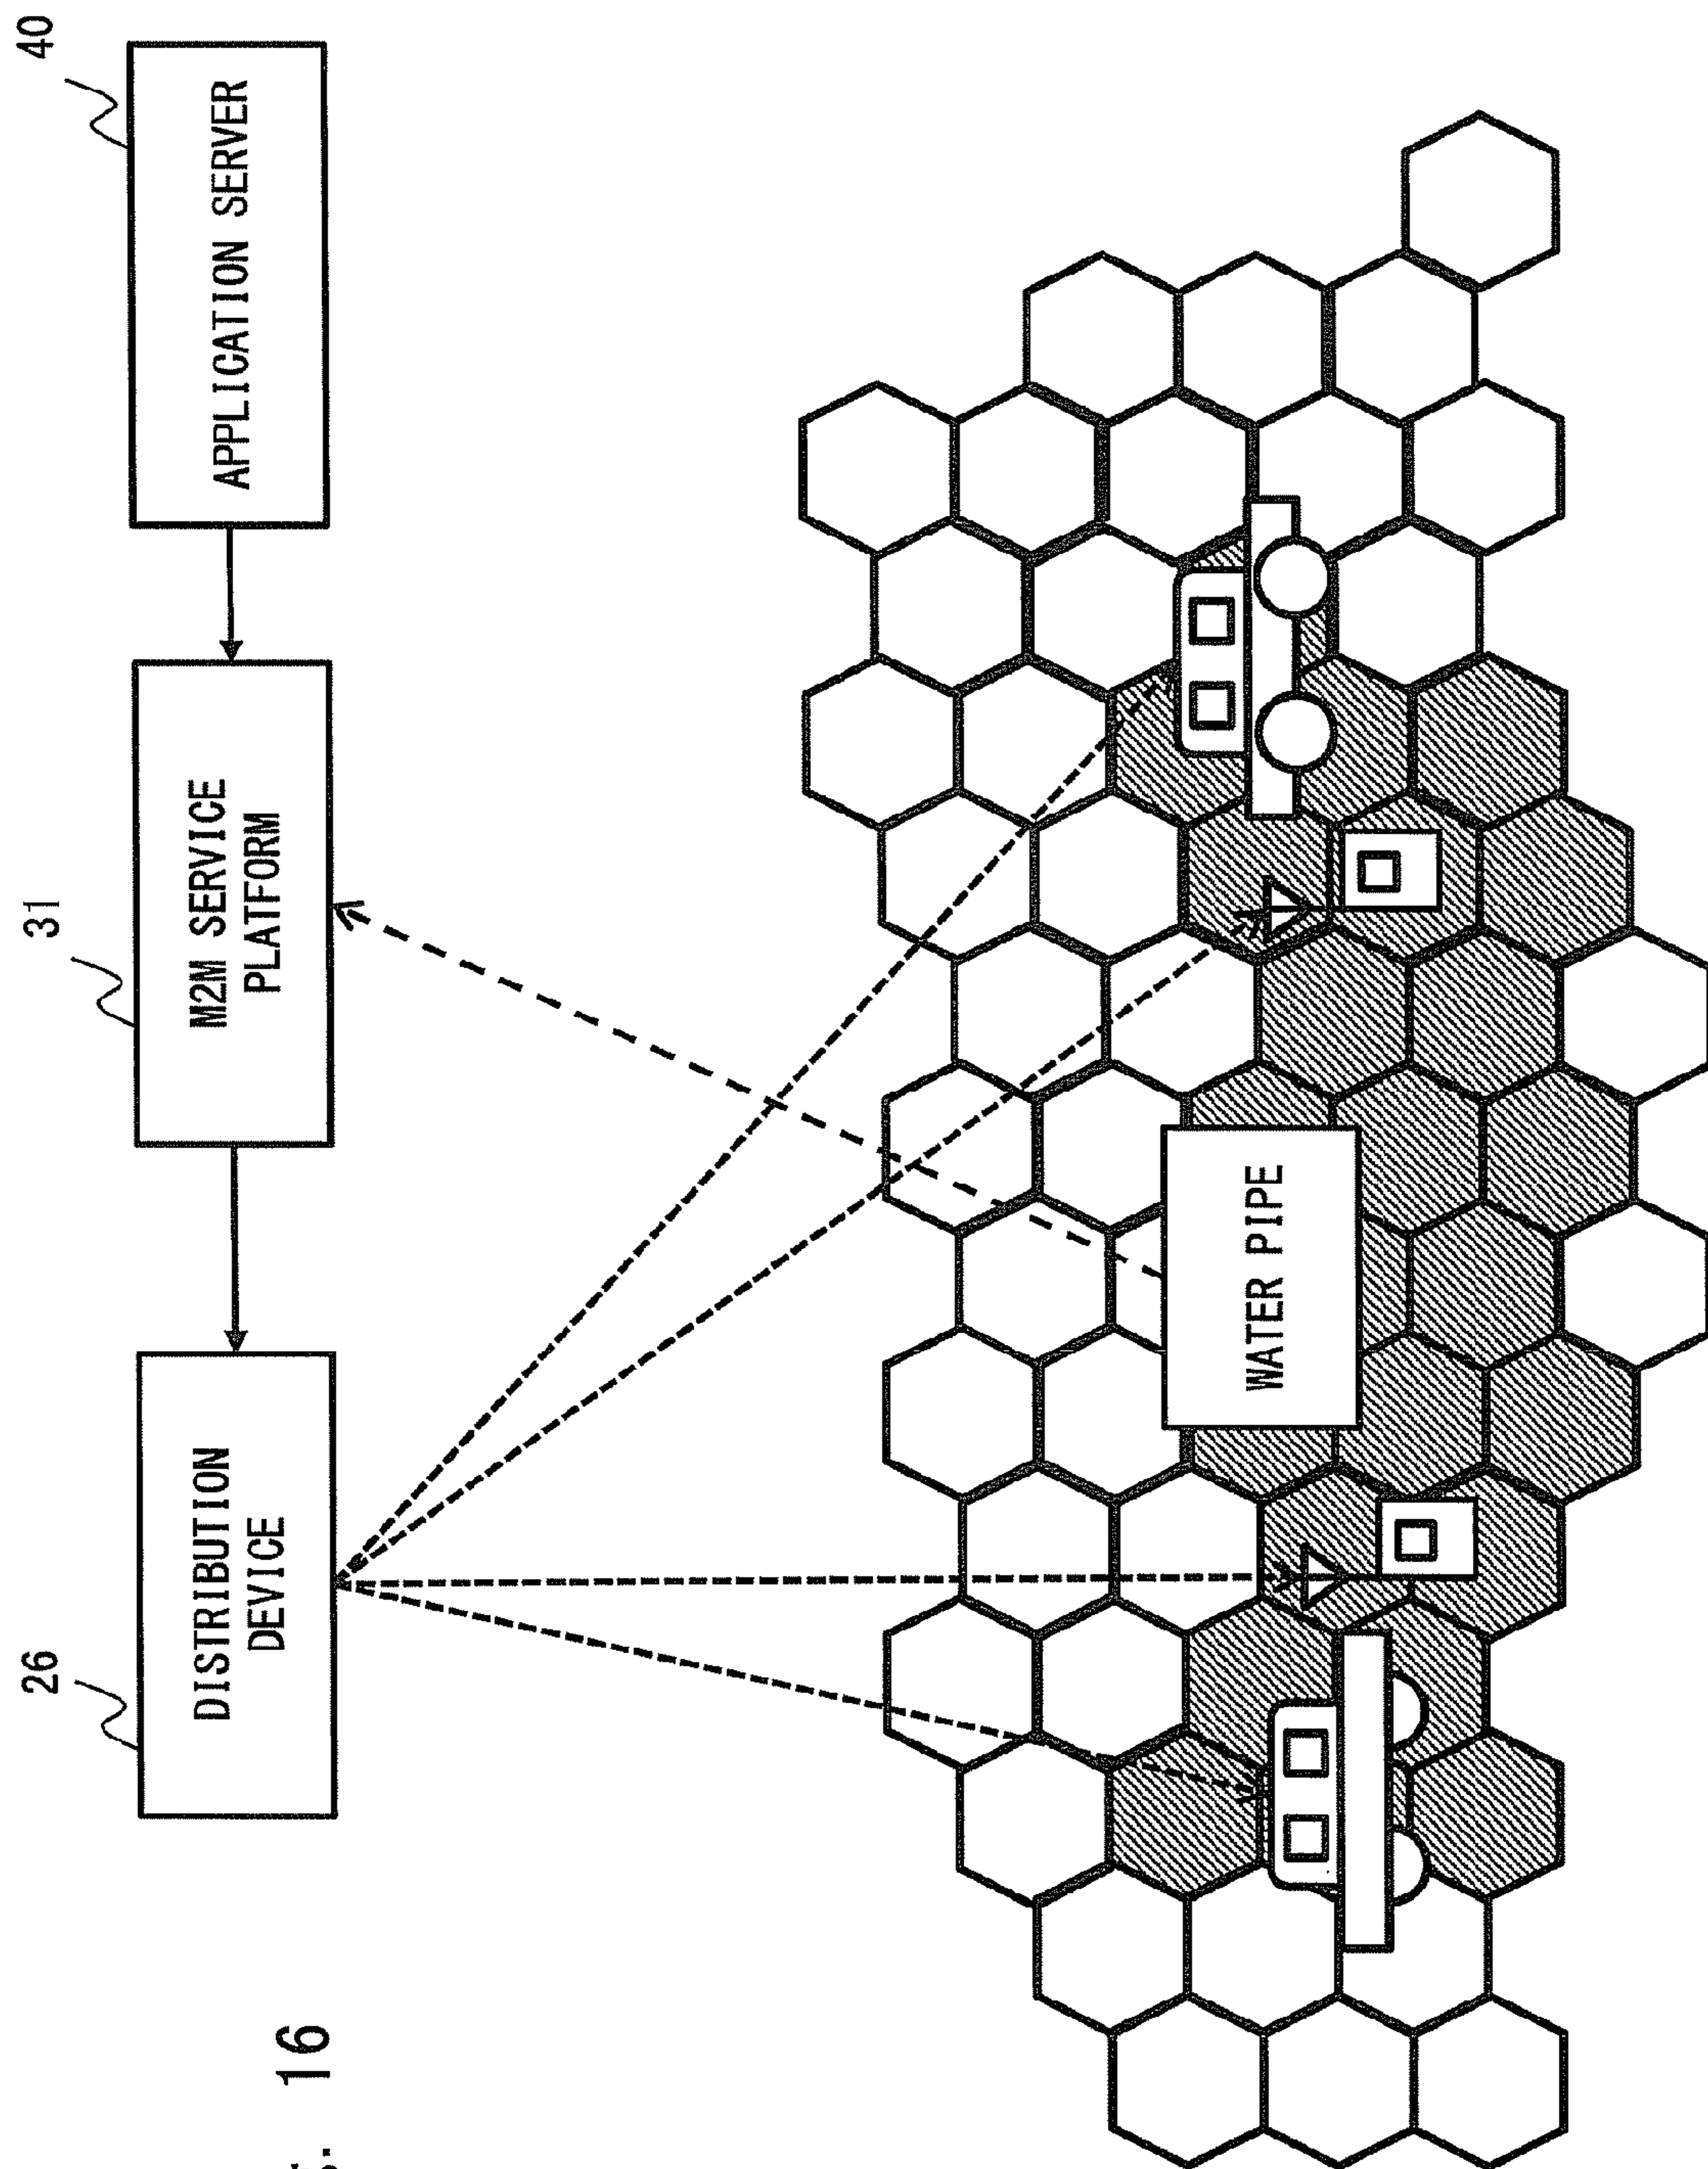 26
DISTRIBUTION
DEVICE
31
M2M SERVICE
PLATFORM
40
APPLICATION SERVER
. 16
WATER PIPE